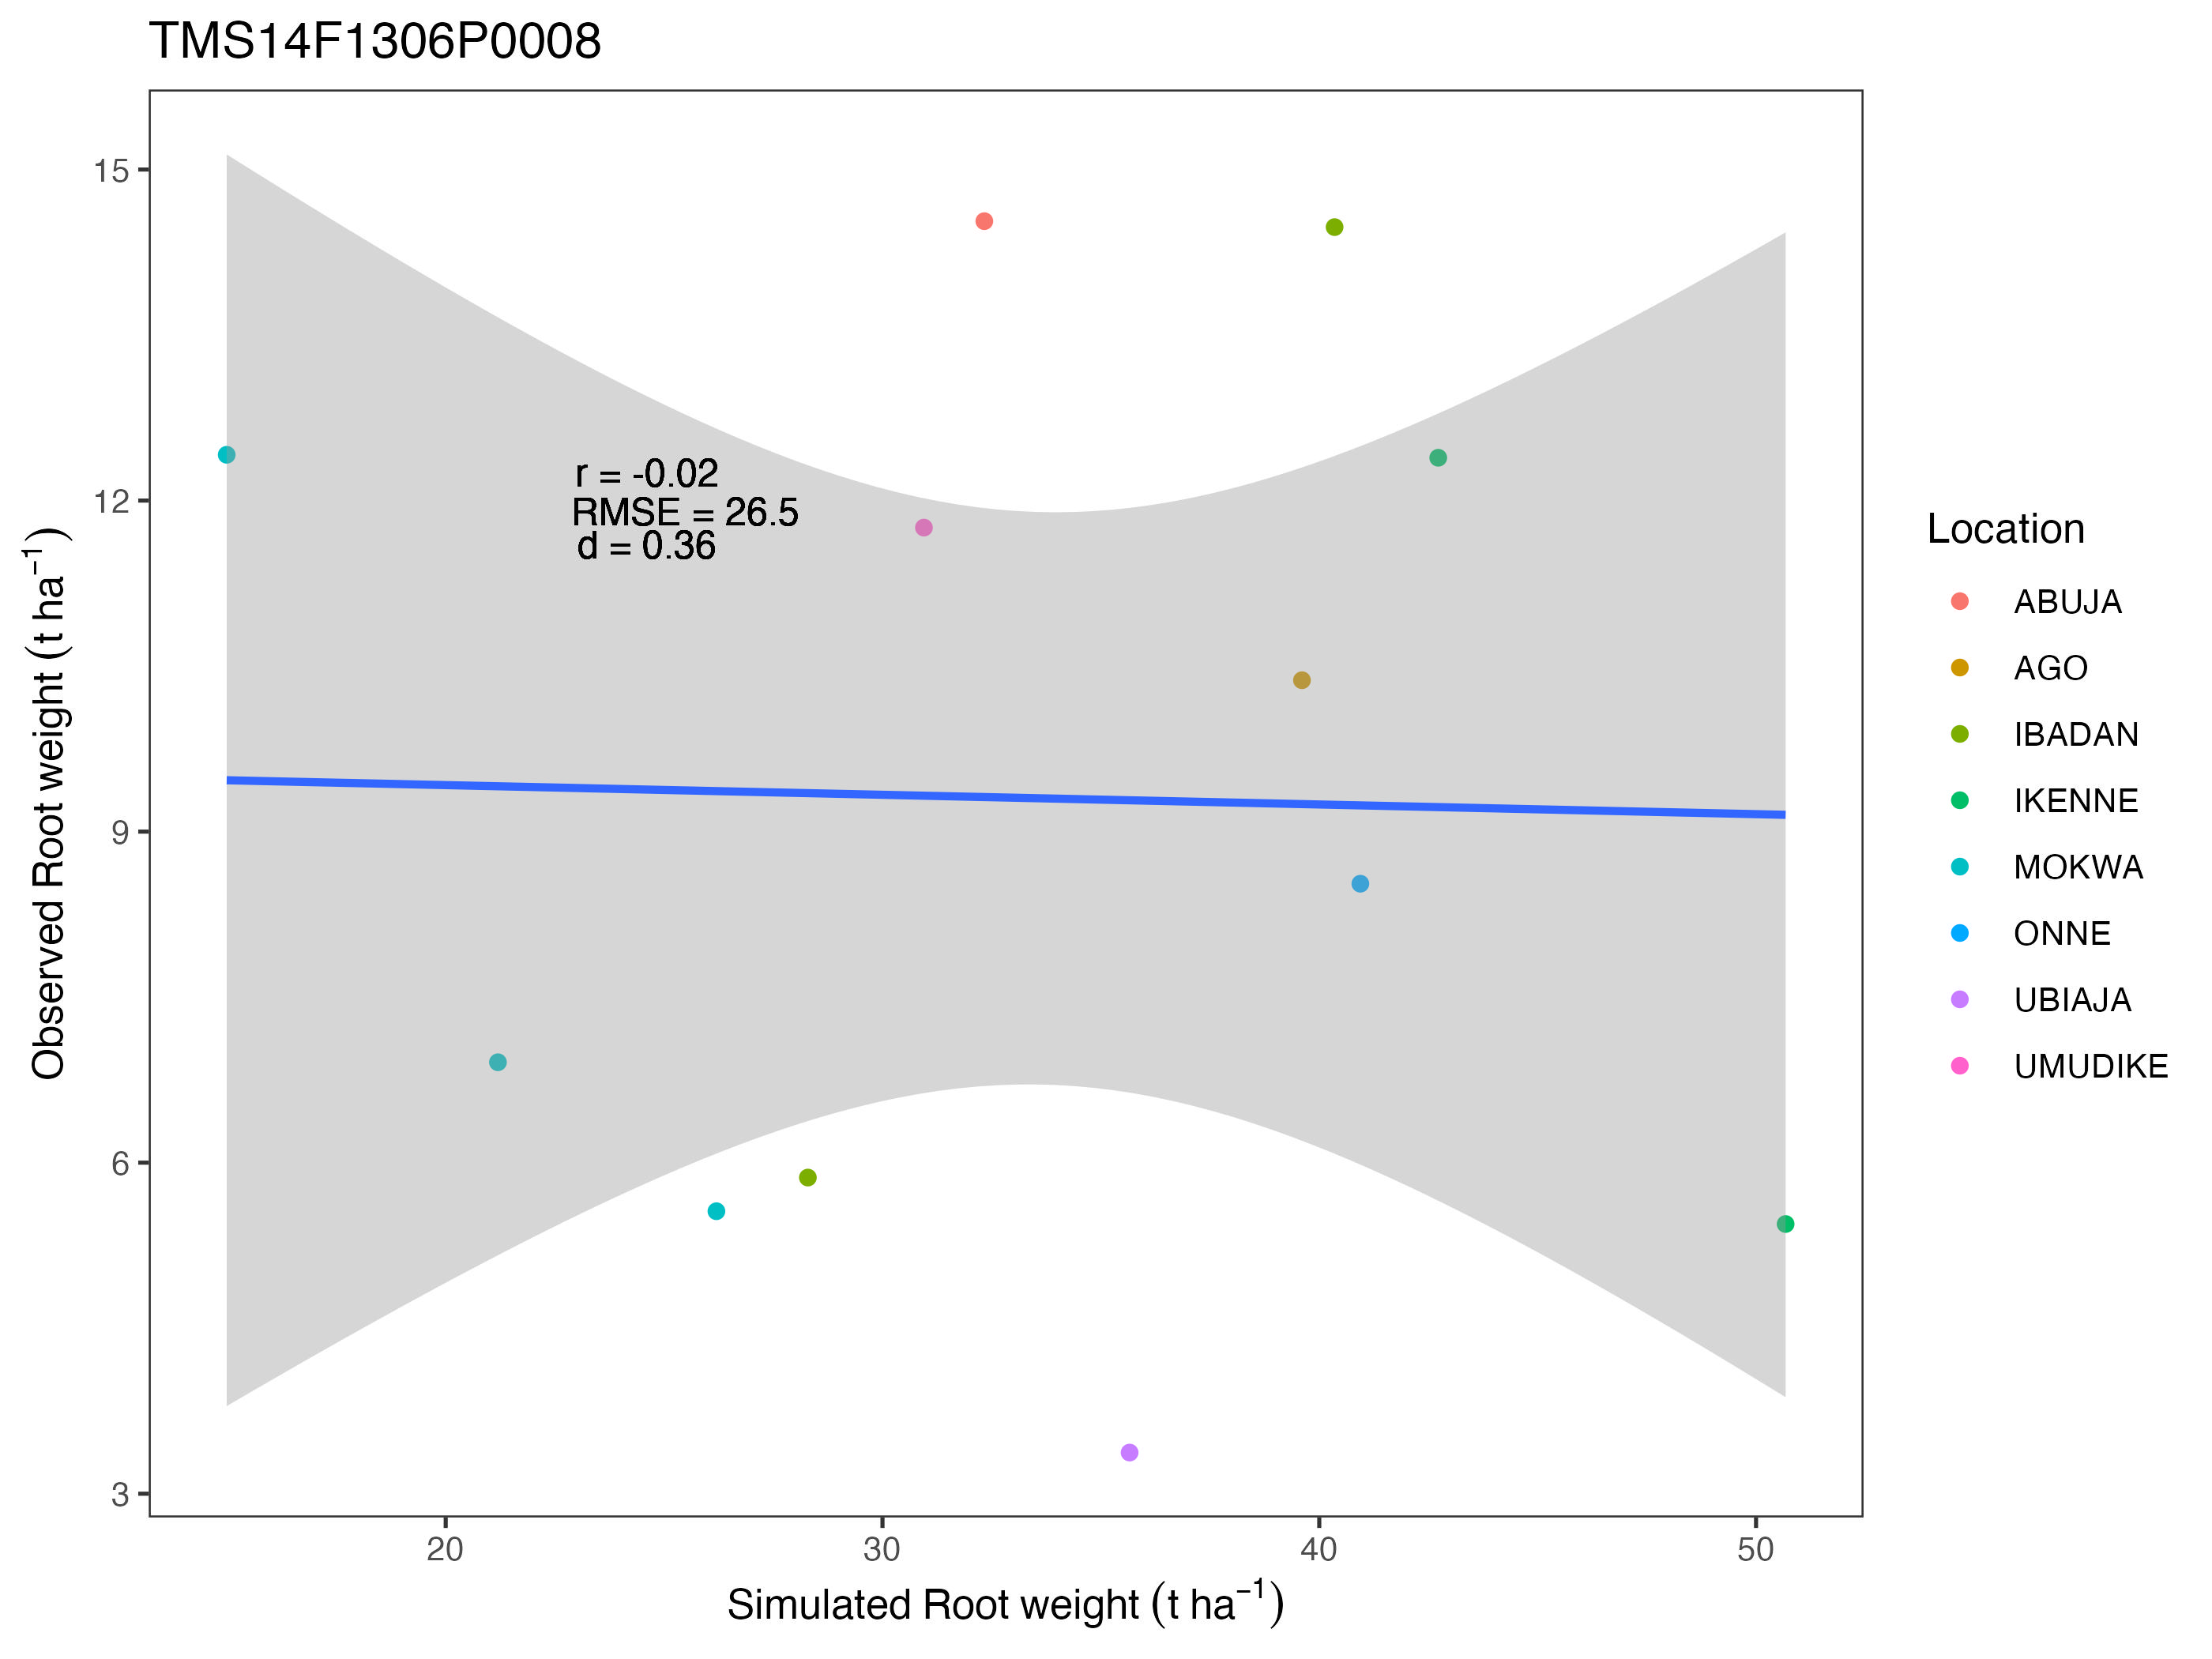 TMS14F1306P0008
15
12
9
6
3
Observed Root weight (t ha⁻¹)
r = -0.02
RMSE = 26.5
d = 0.36
20
30
40
50
Simulated Root weight (t ha⁻¹)
Location
ABUJA
AGO
IBADAN
IKENNE
MOKWA
ONNE
UBIAJA
UMUDIKE